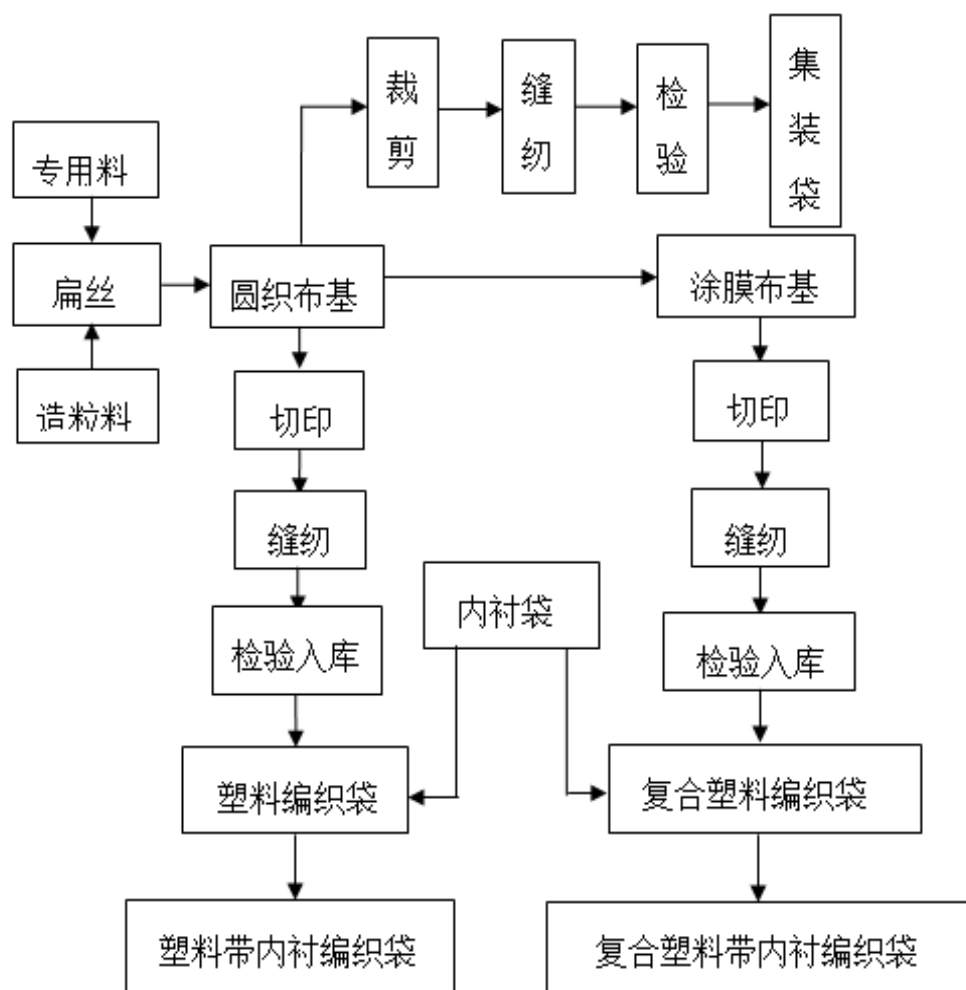 裁剪
缝纫
检验
集装袋
专用料
扁丝
圆织布基
涂膜布基
造粒料
切印
切印
缝纫
缝纫
内衬袋
检验入库
检验入库
塑料编织袋
复合塑料编织袋
塑料带内衬编织袋
复合塑料带内衬编织袋